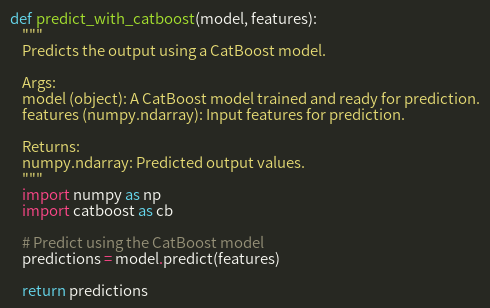 def predict_with_catboost(model, features):
    """
    Predicts the output using a CatBoost model.

    Args:
    model (object): A CatBoost model trained and ready for prediction.
    features (numpy.ndarray): Input features for prediction.

    Returns:
    numpy.ndarray: Predicted output values.
    """
    import numpy as np
    import catboost as cb

    # Predict using the CatBoost model
    predictions = model.predict(features)

    return predictions